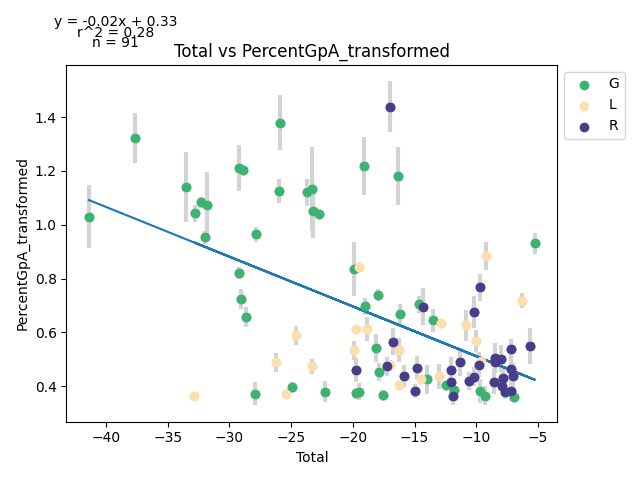 y = -0.02x + 0.33
r^2 = 0.28
n = 91
Total vs PercentGpA_transformed
G
L
R
PercentGpA_transformed
1.4
1.2
1.0
0.8
0.6
0.4
−40 −35 −30 −25 −20 −15 −10 −5
Total